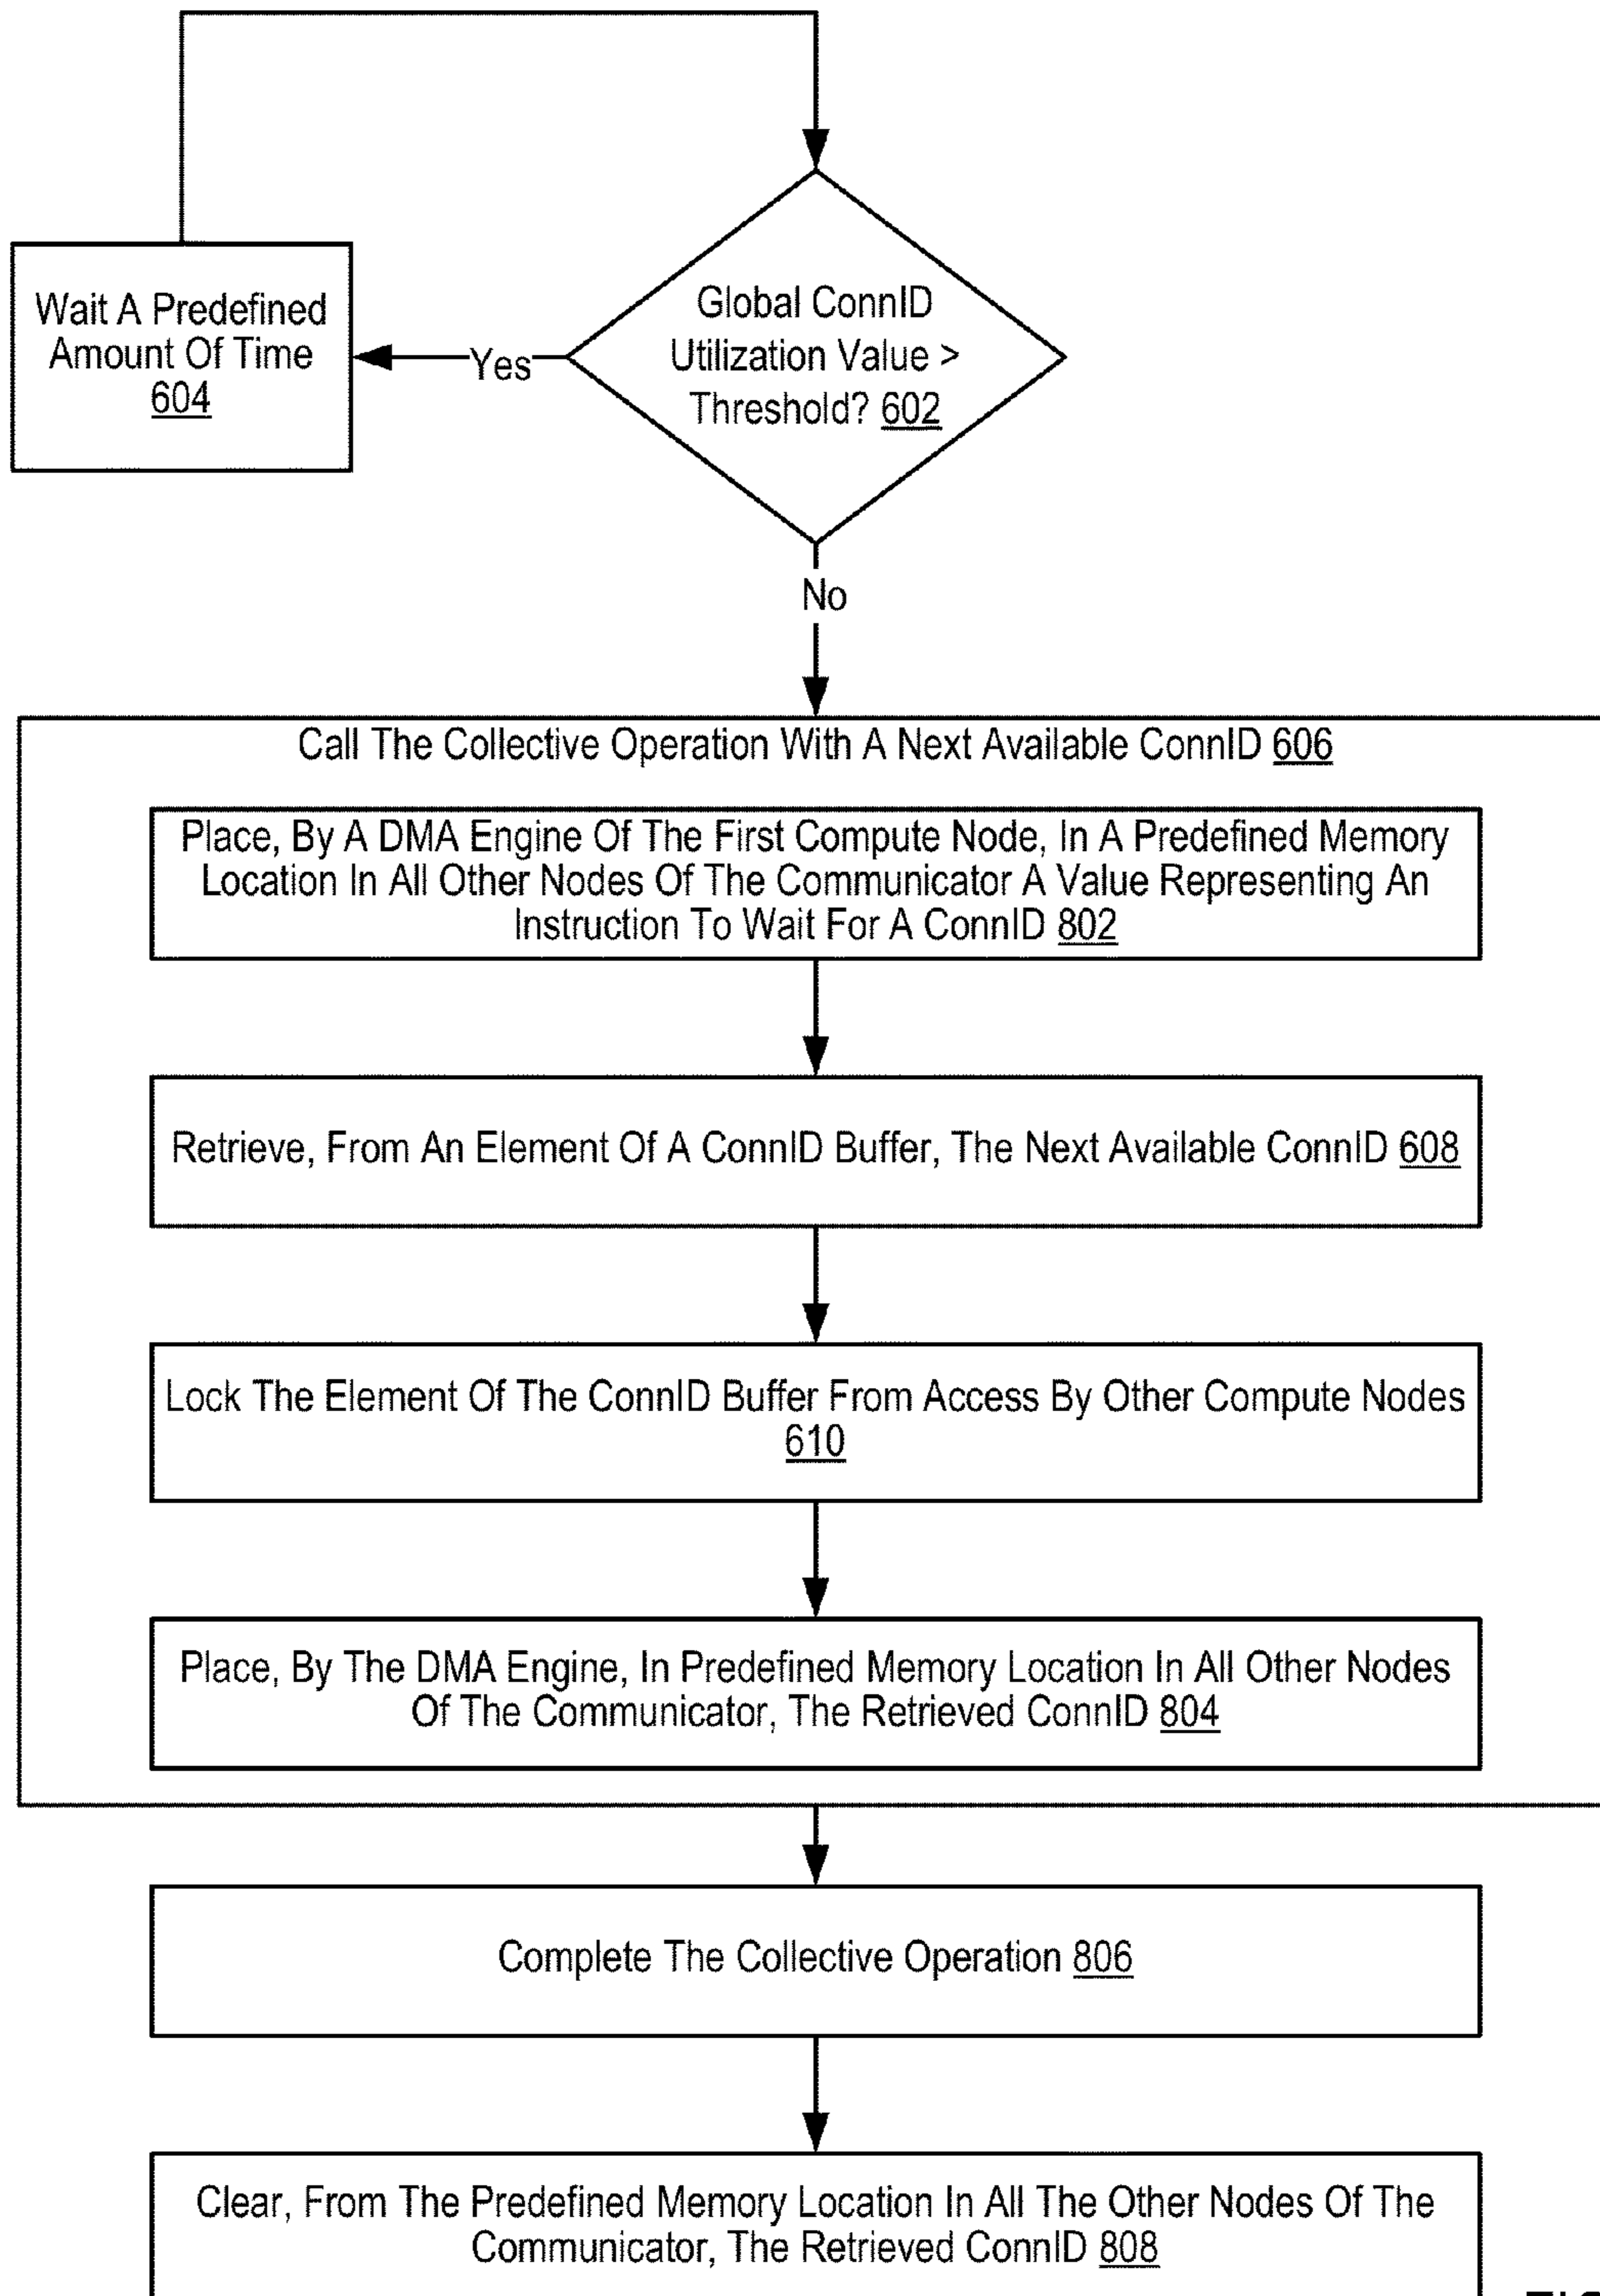 Global ConnID
Utilization Value >
Threshold? 602
Wait A Predefined
Amount Of Time
604
Yes
No
Call The Collective Operation With A Next Available ConnID 606
Place, By A DMA Engine Of The First Compute Node, In A Predefined Memory
Location In All Other Nodes Of The Communicator A Value Representing An
Instruction To Wait For A ConnID 802
Retrieve, From An Element Of A ConnID Buffer, The Next Available ConnID 608
Lock The Element Of The ConnID Buffer From Access By Other Compute Nodes
610
Place, By The DMA Engine, In Predefined Memory Location In All Other Nodes
Of The Communicator, The Retrieved ConnID 804
Complete The Collective Operation 806
Clear, From The Predefined Memory Location In All The Other Nodes Of The
Communicator, The Retrieved ConnID 808